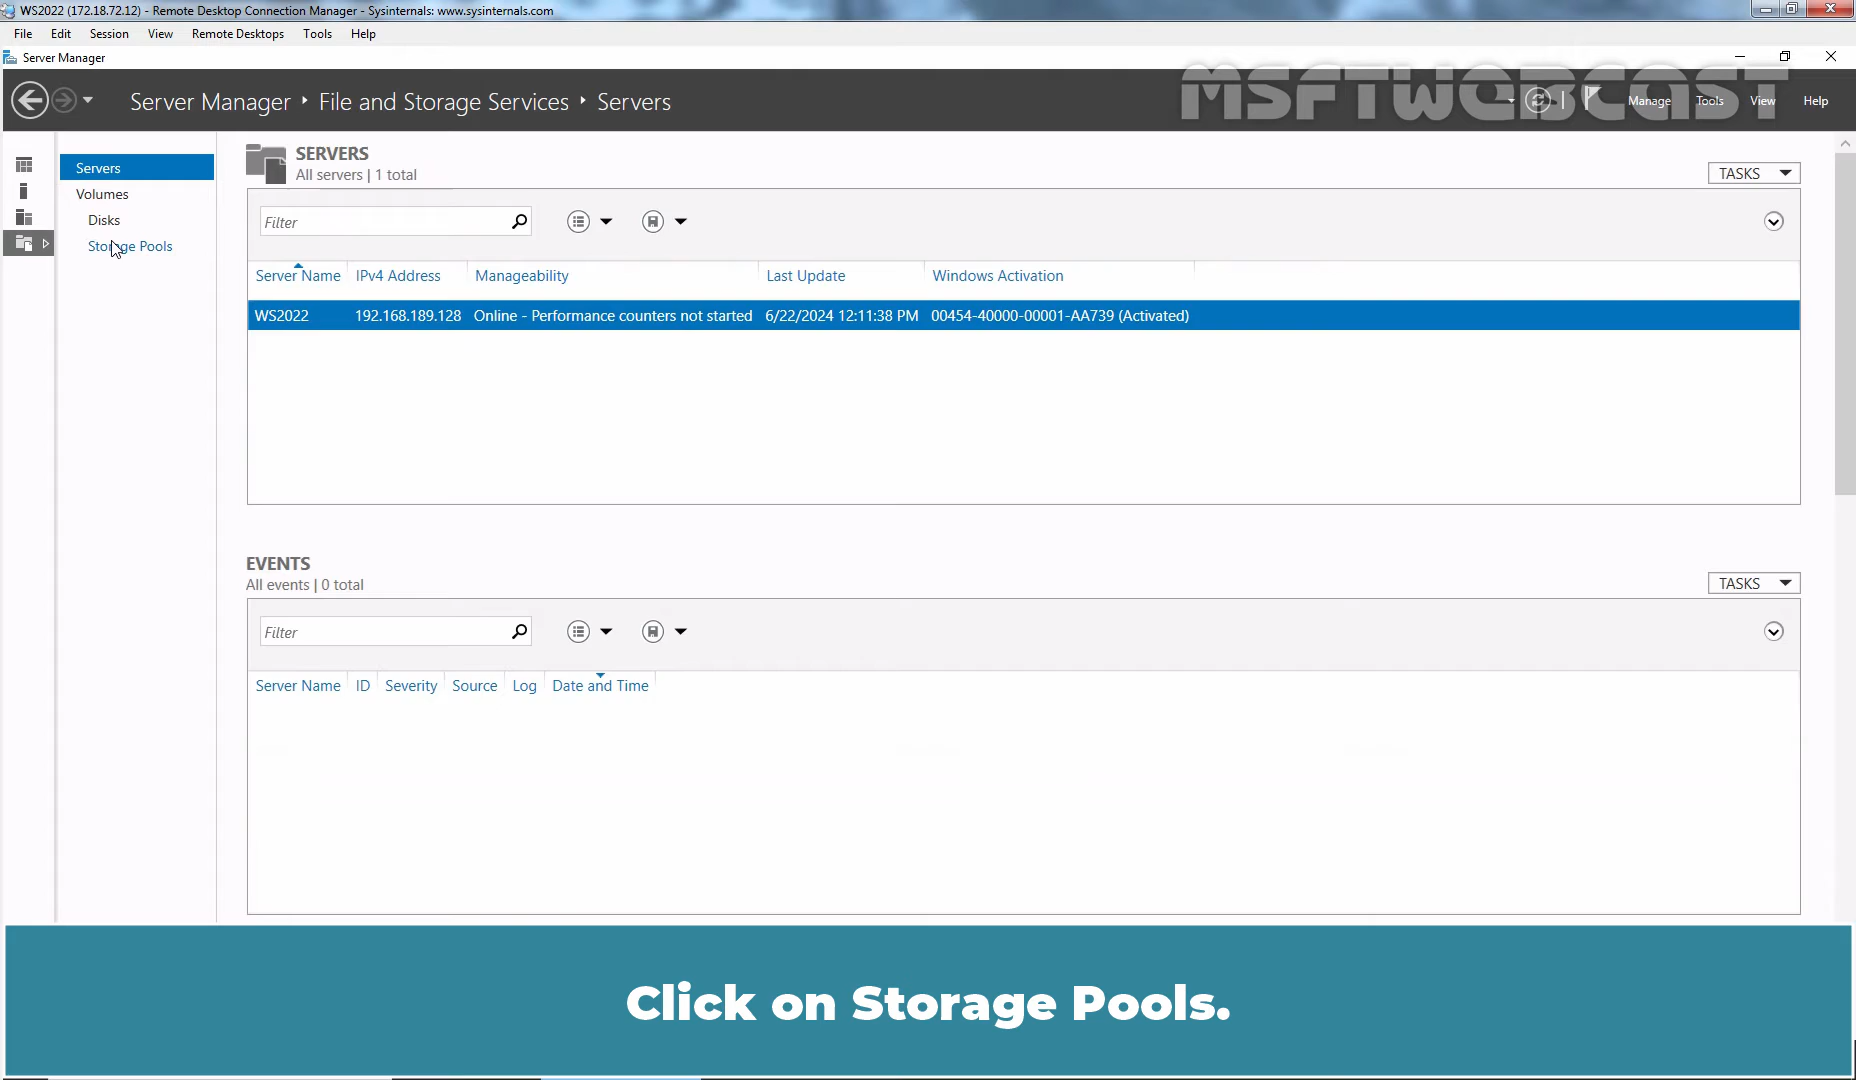 WS2022 (172.18.72.12) - Remote Desktop Connection Manager - Sysinternals: www.sysinternals.com
File Edit Session View Remote Desktops Tools Help
Server Manager
Server Manager File and Storage Services Servers
MSFTWEBCAST
Manage Tools View Help
Servers
Volumes
Disks
Storage Pools
SERVERS
All servers | 1 total
TASKS
Filter
Server Name IPv4 Address Manageability Last Update Windows Activation
WS2022 192.168.189.128 Online - Performance counters not started 6/22/2024 12:11:38 PM 00454-40000-00001-AA739 (Activated)
EVENTS
All events | 0 total
TASKS
Filter
Server Name ID Severity Source Log Date and Time
Click on Storage Pools.